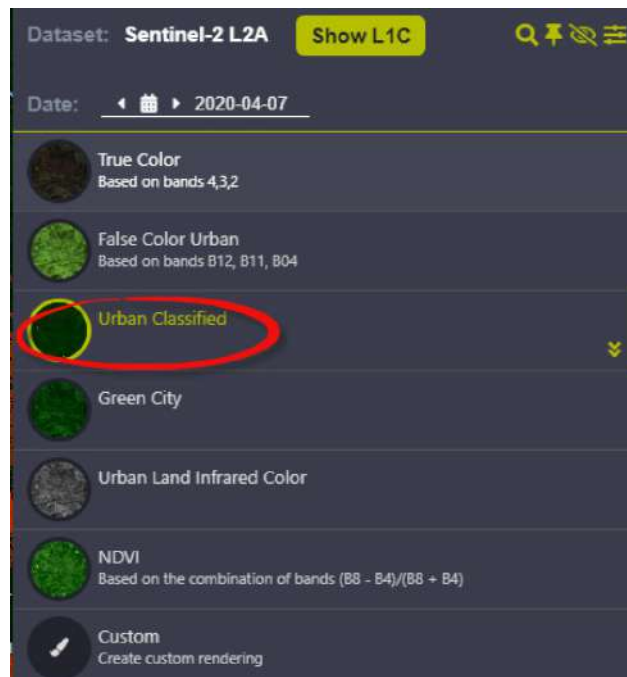 Dataset: Sentinel-2 L2A Show L1C
Date: 2020-04-07
True Color
Based on bands 4,3,2
False Color Urban
Based on bands B12, B11, B04
Urban Classified
Green City
Urban Land Infrared Color
NDVI
Based on the combination of bands (B8 - B4)/(B8 + B4)
Custom
Create custom rendering